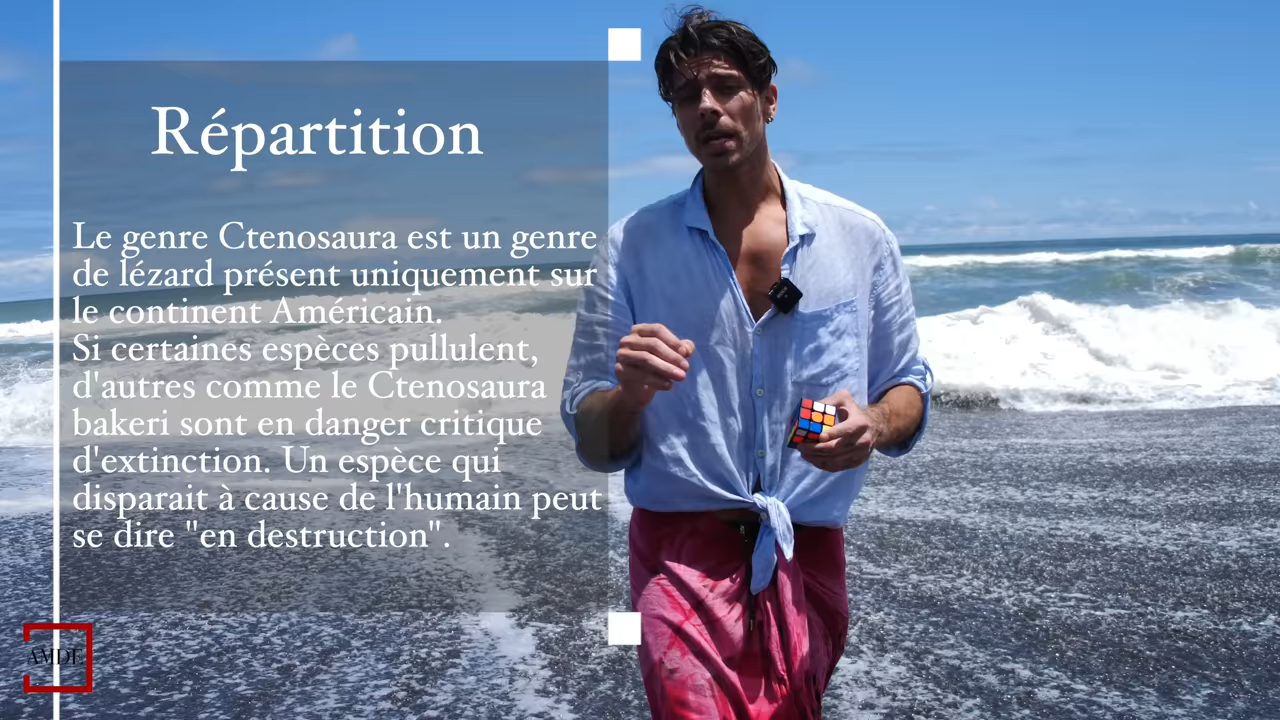 Répartition
Le genre Ctenosaura est un genre
de lézard présent uniquement sur
le continent Américain.
Si certaines espèces pullulent,
d'autres comme le Ctenosaura
bakeri sont en danger critique
d'extinction. Un espèce qui
disparait à cause de l'humain peut
se dire "en destruction".
AMDE